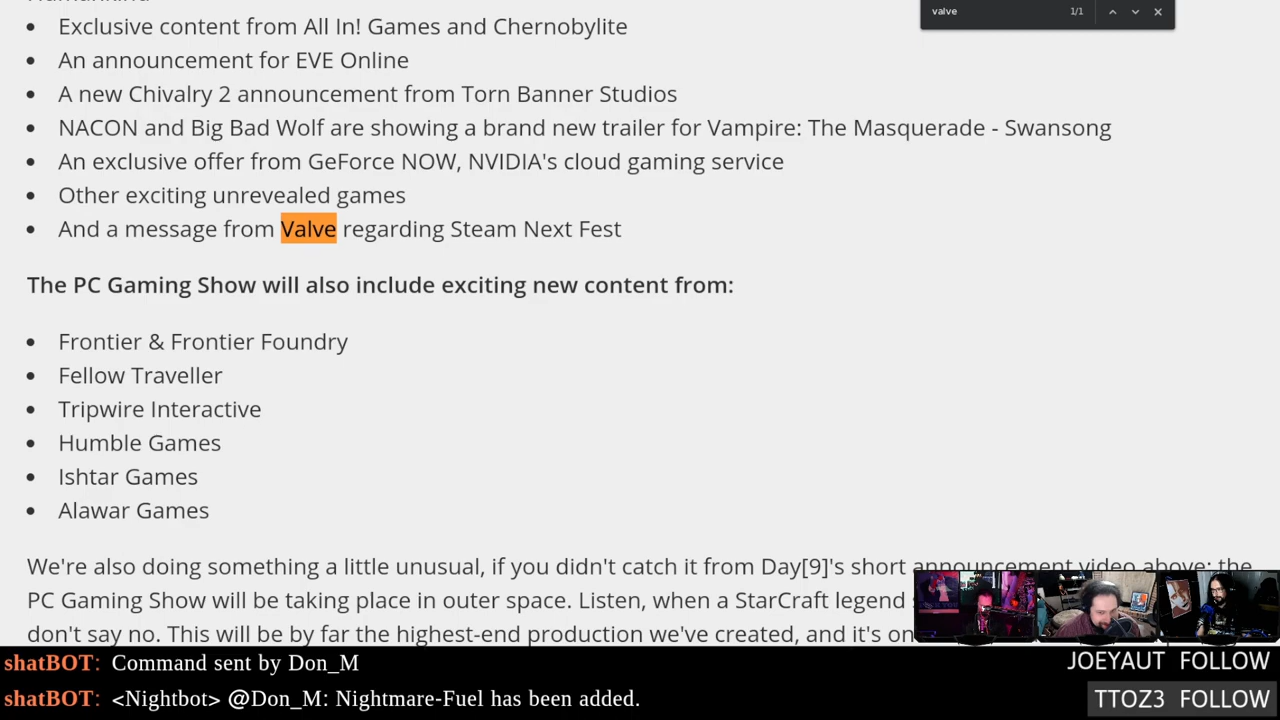 valve 1/1
Exclusive content from All In! Games and Chernobylite
An announcement for EVE Online
A new Chivalry 2 announcement from Torn Banner Studios
NACON and Big Bad Wolf are showing a brand new trailer for Vampire: The Masquerade - Swansong
An exclusive offer from GeForce NOW, NVIDIA's cloud gaming service
Other exciting unrevealed games
And a message from Valve regarding Steam Next Fest
The PC Gaming Show will also include exciting new content from:
Frontier & Frontier Foundry
Fellow Traveller
Tripwire Interactive
Humble Games
Ishtar Games
Alawar Games
We're also doing something a little unusual, if you didn't catch it from Day[9]'s short announcement video above: the
PC Gaming Show will be taking place in outer space. Listen, when a StarCraft legend
don't say no. This will be by far the highest-end production we've created, and it's on
shatBOT: Command sent by Don_M
JOEYAUT FOLLOW
shatBOT: <Nightbot> @Don_M: Nightmare-Fuel has been added.
TTOZ3 FOLLOW